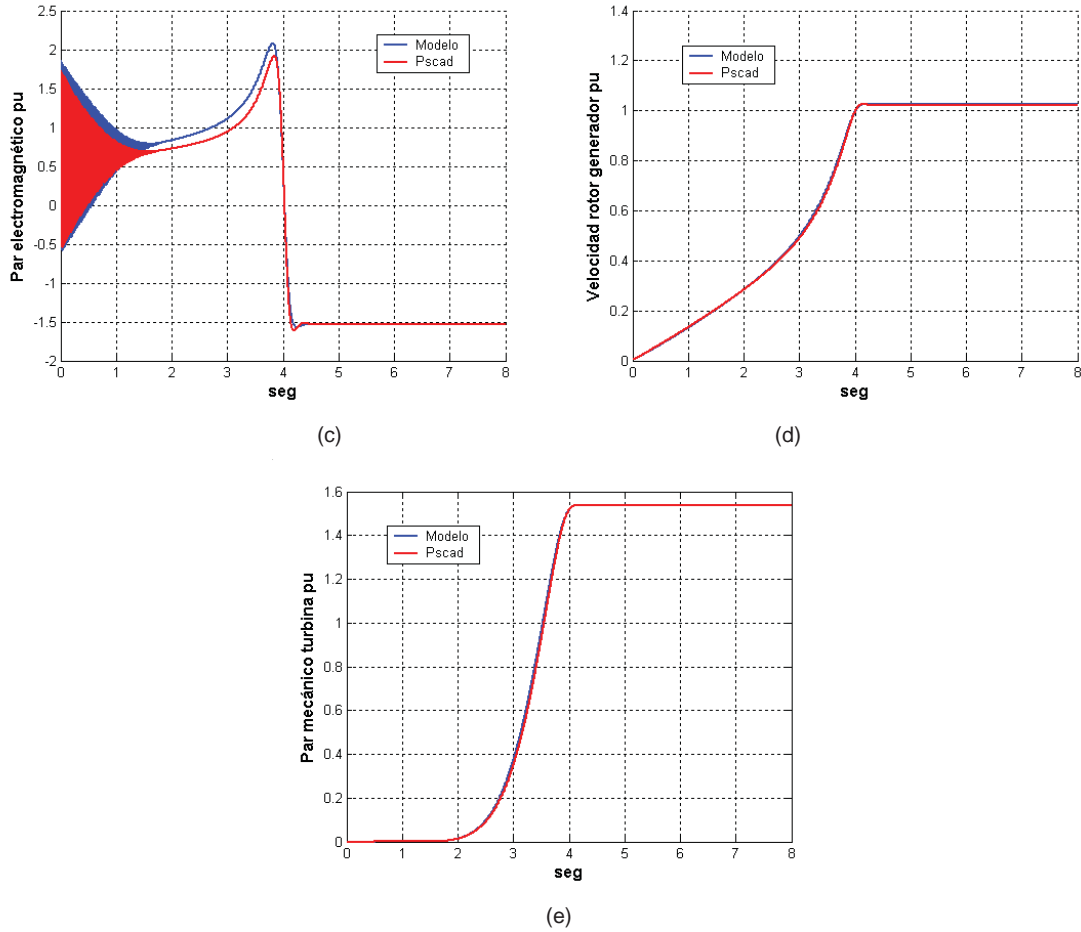 2.5
2
1.5
1
0.5
0
-0.5
-1
-1.5
-2
Par electromagnético pu
Modelo
Pscad
0 1 2 3 4 5 6 7 8
seg
(c)
1.4
1.2
1
0.8
0.6
0.4
0.2
0
Velocidad rotor generador pu
Modelo
Pscad
0 1 2 3 4 5 6 7 8
seg
(d)
1.6
1.4
1.2
1
0.8
0.6
0.4
0.2
0
Par mecánico turbina pu
Modelo
Pscad
0 1 2 3 4 5 6 7 8
seg
(e)